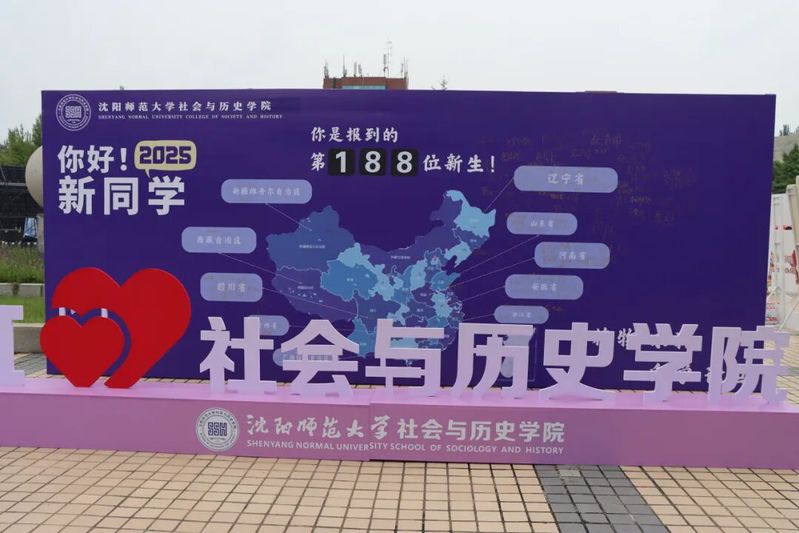 沈阳师范大学社会与历史学院
SHENYANG NORMAL UNIVERSITY COLLEGE OF SOCIETY AND HISTORY
你好！2025
新同学
你是报到的
第188位新生！
新疆维吾尔自治区
辽宁省
西藏自治区
山东省
河南省
四川省
安徽省
浙江省
I
社会与历史学院
沈阳师范大学社会与历史学院
SHENYANG NORMAL UNIVERSITY SCHOOL OF SOCIOLOGY AND HISTORY